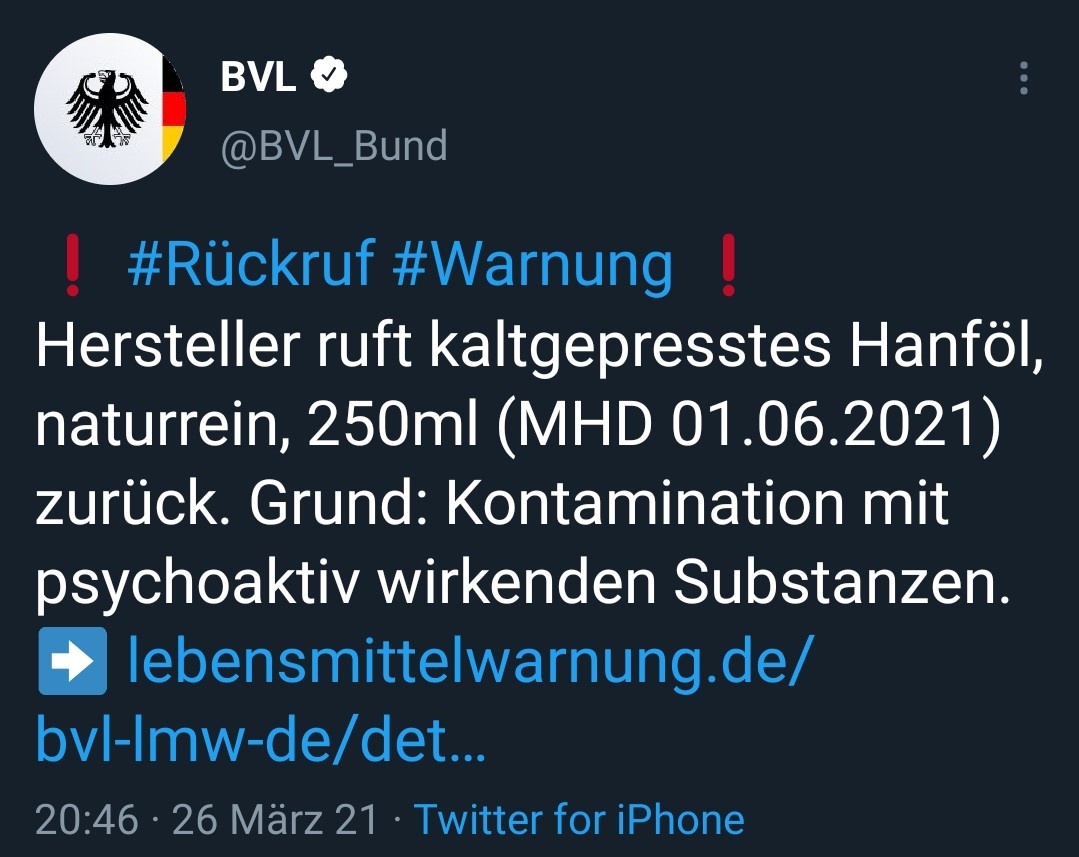 BVL
@BVL_Bund
❗ #Rückruf #Warnung ❗
Hersteller ruft kaltgepresstes Hanföl,
naturrein, 250ml (MHD 01.06.2021)
zurück. Grund: Kontamination mit
psychoaktiv wirkenden Substanzen.
➡ lebensmittelwarnung.de/
bvl-lmw-de/det…
20:46 · 26 März 21 · Twitter for iPhone